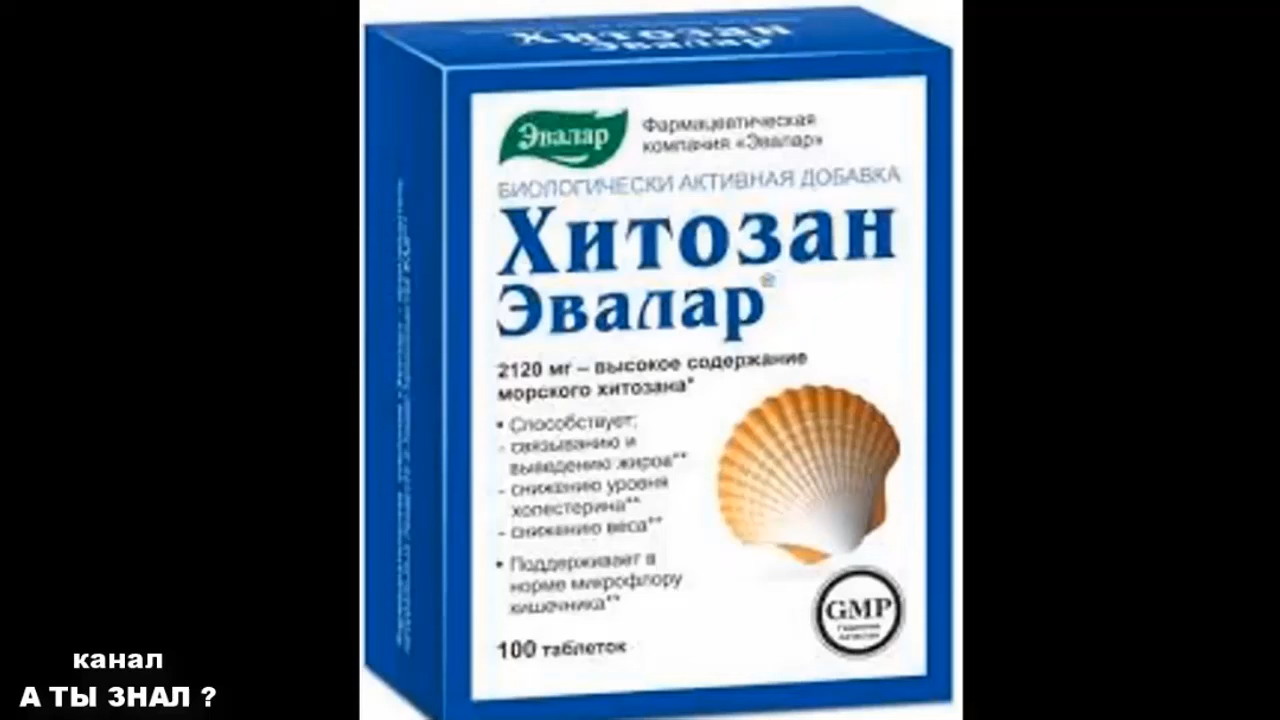 Хитозан
Эвалар
Эвалар
Фармацевтическая
компания «Эвалар»
БИОЛОГИЧЕСКИ АКТИВНАЯ ДОБАВКА
Хитозан
Эвалар®
2120 мг – высокое содержание
морского хитозана*
• Способствует:
- связыванию и
выведению жиров**
- снижению уровня
холестерина**
- снижению веса**
• Поддерживает в
норме микрофлору
кишечника**
100 таблеток
GMP
канал
А ТЫ ЗНАЛ ?